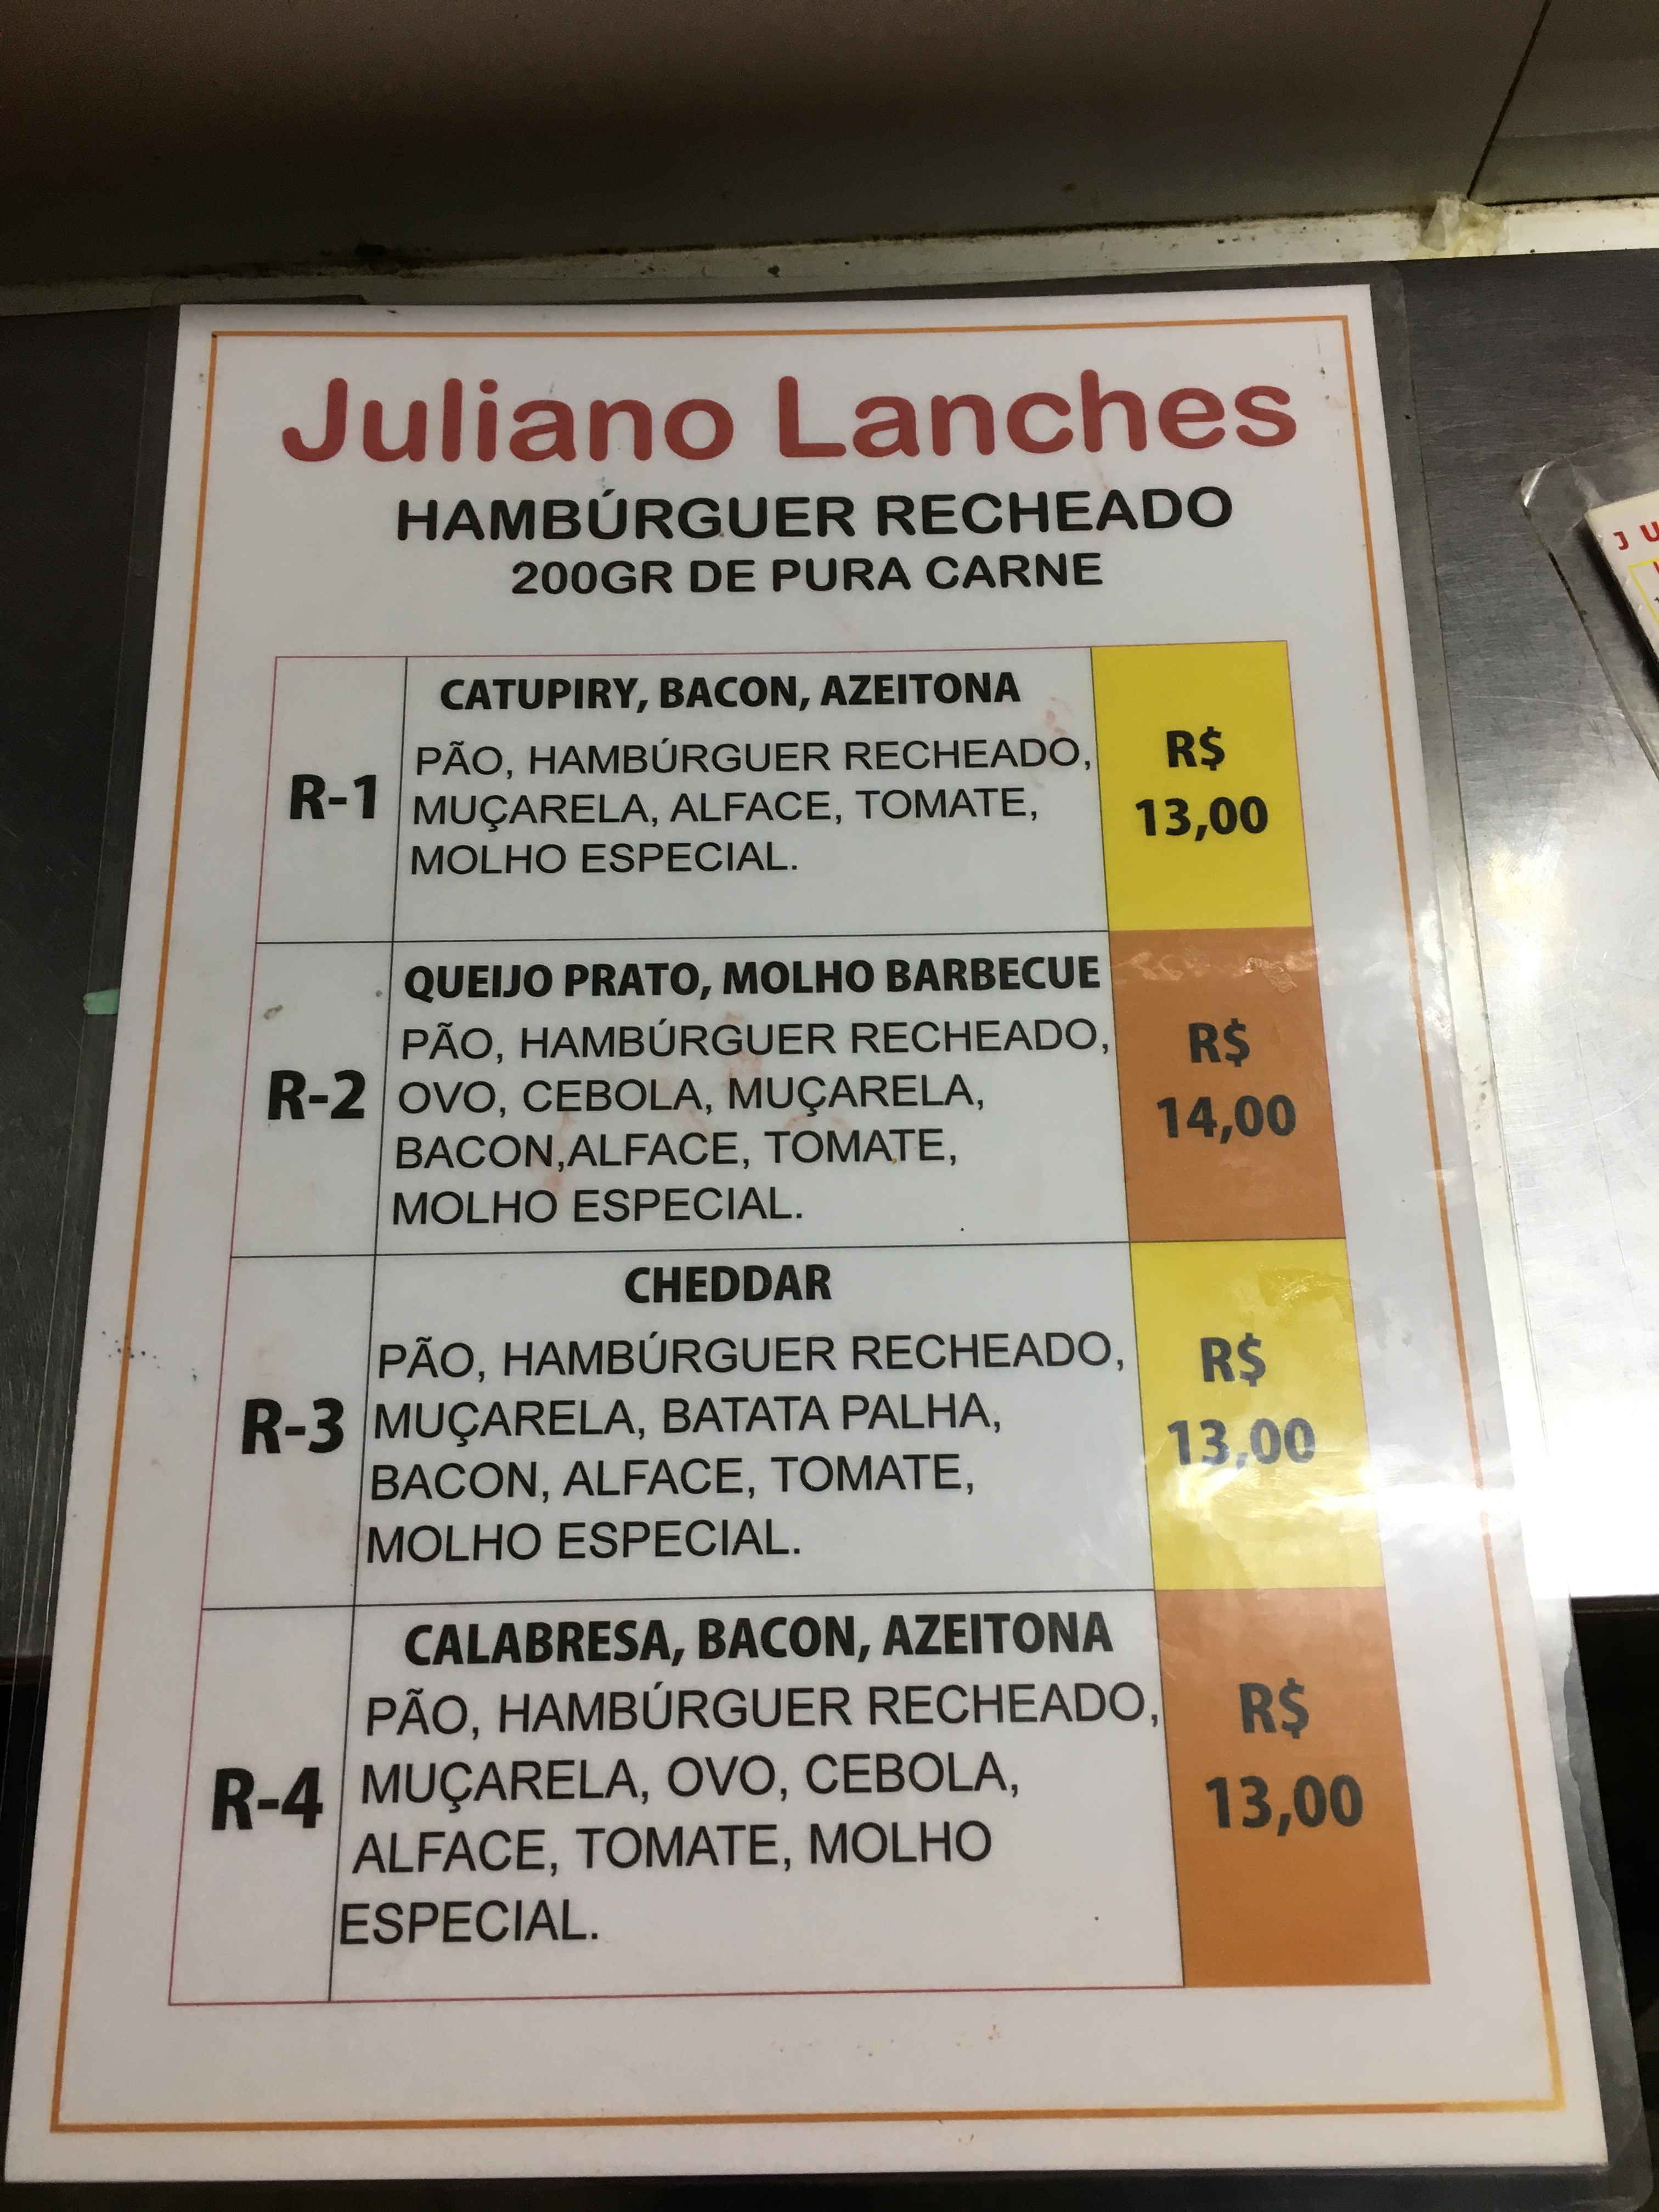 Juliano Lanches
HAMBÚRGUER RECHEADO
200GR DE PURA CARNE
R-1
CATUPIRY, BACON, AZEITONA
PÃO, HAMBÚRGUER RECHEADO,
MUÇARELA, ALFACE, TOMATE,
MOLHO ESPECIAL.
R$
13,00
R-2
QUEIJO PRATO, MOLHO BARBECUE
PÃO, HAMBÚRGUER RECHEADO,
OVO, CEBOLA, MUÇARELA,
BACON,ALFACE, TOMATE,
MOLHO ESPECIAL.
R$
14,00
R-3
CHEDDAR
PÃO, HAMBÚRGUER RECHEADO,
MUÇARELA, BATATA PALHA,
BACON, ALFACE, TOMATE,
MOLHO ESPECIAL.
R$
13,00
R-4
CALABRESA, BACON, AZEITONA
PÃO, HAMBÚRGUER RECHEADO,
MUÇARELA, OVO, CEBOLA,
ALFACE, TOMATE, MOLHO
ESPECIAL.
R$
13,00